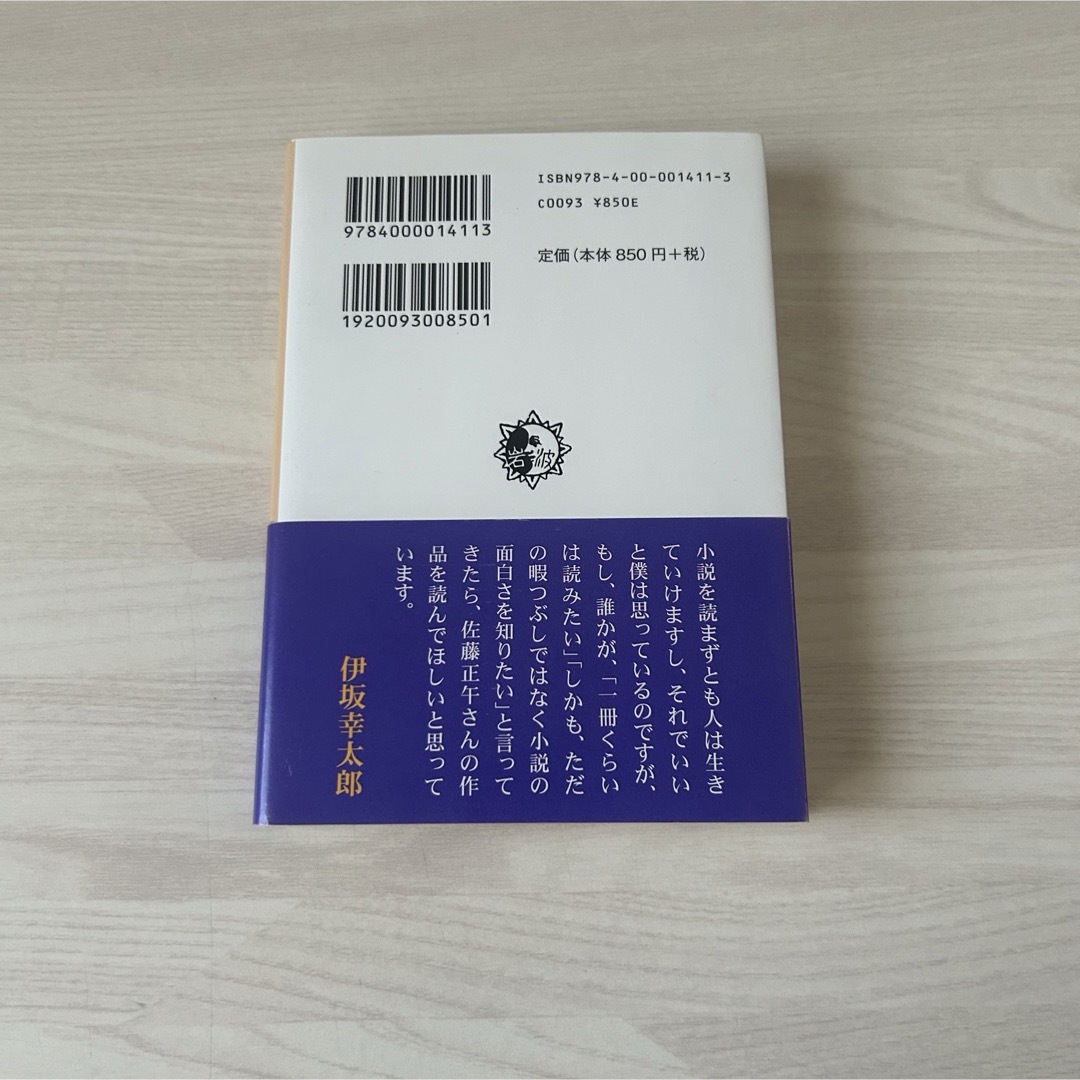 ISBN978-4-00-001411-3
C0093 ¥850E
定価(本体 850 円+税)
9784000014113
1920093008501
岩波
小説を読まずとも人は生き
ていけますし、それでいい
と僕は思っているのですが、
もし、誰かが、「一冊くらい
は読みたい」「しかも、ただ
の暇つぶしではなく小説の
面白さを知りたい」と言って
きたら、佐藤正午さんの作
品を読んでほしいと思って
います。
伊坂幸太郎